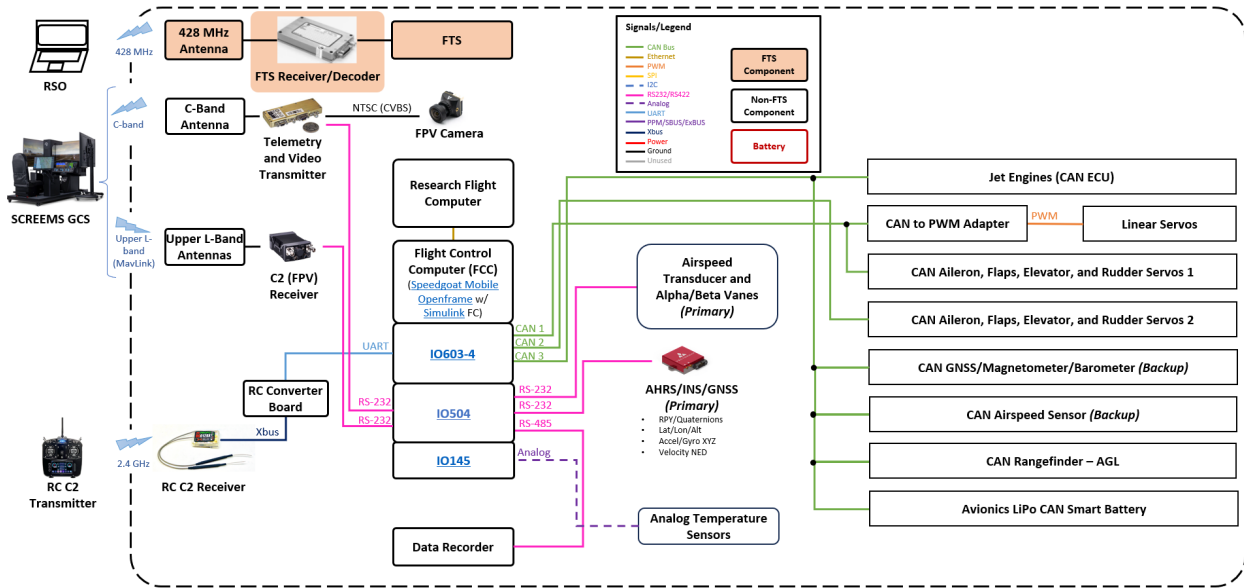 RSO
428 MHz
428 MHz
Antenna
FTS Receiver/Decoder
FTS
Signals/Legend
CAN Bus
Ethernet
PWM
SPI
I2C
RS232/RS422
Analog
UART
PPM/SBUS/ExBUS
Xbus
Power
Ground
Unused
FTS
Component
Non-FTS
Component
Battery
C-band
C-Band
Antenna
Telemetry
and Video
Transmitter
NTSC (CVBS)
FPV Camera
SCREEMS GCS
Upper L-
band
(MavLink)
Upper L-Band
Antennas
C2 (FPV)
Receiver
Research Flight
Computer
Flight Control
Computer (FCC)
(Speedgoat Mobile
Openframe w/
Simulink FC)
UART
IO603-4
CAN 1
CAN 2
CAN 3
RS-232
RS-232
IO504
RS-232
RS-232
RS-485
IO145
Analog
Data Recorder
RC Converter
Board
Xbus
RC C2
Transmitter
2.4 GHz
RC C2 Receiver
Airspeed
Transducer and
Alpha/Beta Vanes
(Primary)
AHRS/INS/GNSS
(Primary)
• RPY/Quaternions
• Lat/Lon/Alt
• Accel/Gyro XYZ
• Velocity NED
Analog Temperature
Sensors
Jet Engines (CAN ECU)
CAN to PWM Adapter
PWM
Linear Servos
CAN Aileron, Flaps, Elevator, and Rudder Servos 1
CAN Aileron, Flaps, Elevator, and Rudder Servos 2
CAN GNSS/Magnetometer/Barometer (Backup)
CAN Airspeed Sensor (Backup)
CAN Rangefinder – AGL
Avionics LiPo CAN Smart Battery